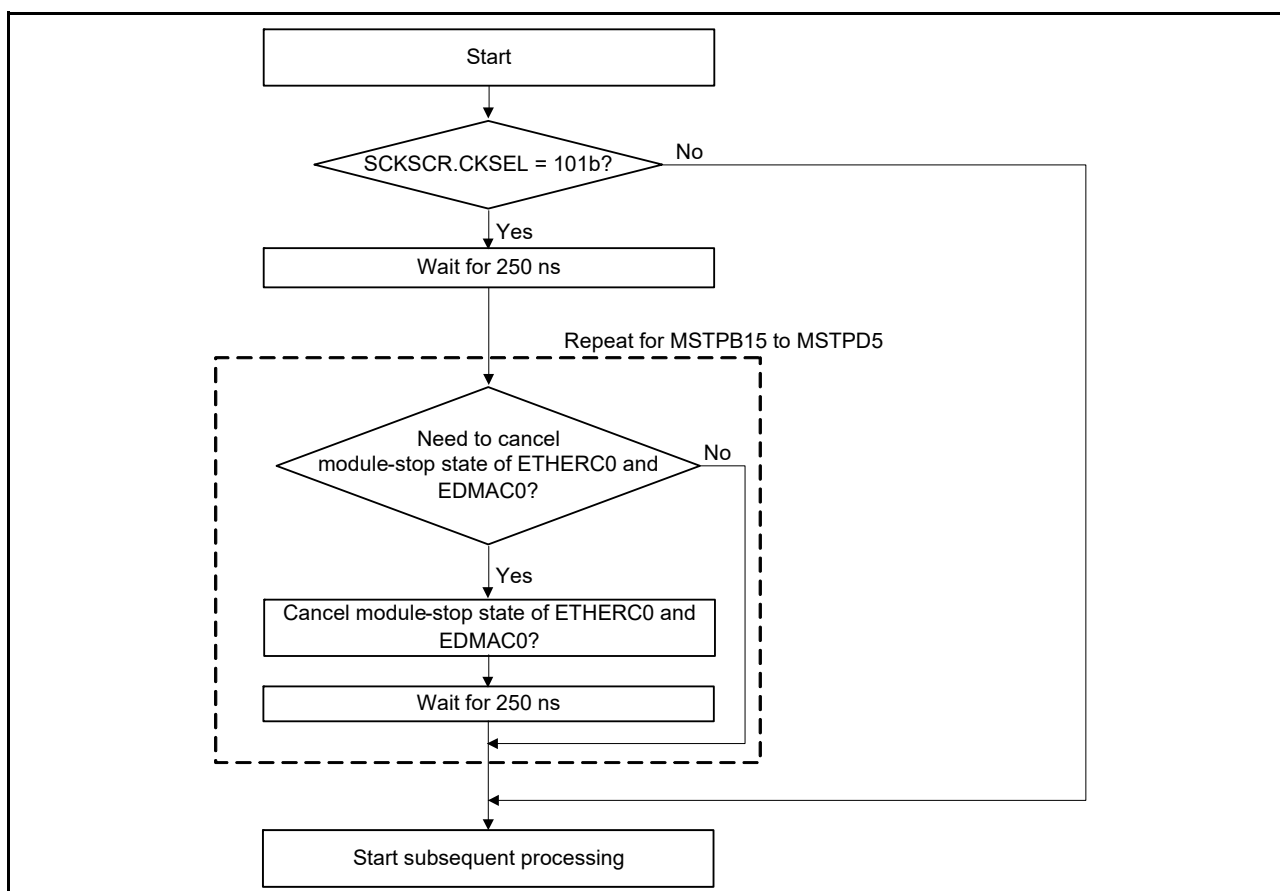 Start
SCKSCR.CKSEL = 101b?
No
Yes
Wait for 250 ns
Repeat for MSTPB15 to MSTPD5
Need to cancel
module-stop state of ETHERC0 and
EDMAC0?
No
Yes
Cancel module-stop state of ETHERC0 and
EDMAC0?
Wait for 250 ns
Start subsequent processing